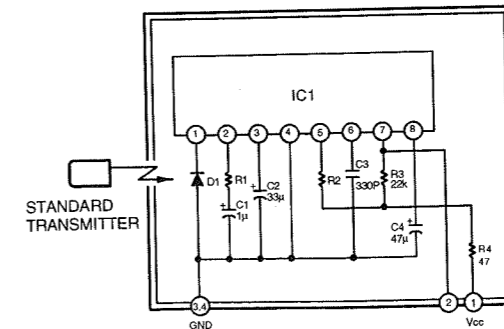 IC1
1 2 3 4 5 6 7 8
D1
R1
C1
1µ
C2
33µ
R2
C3
330P
R3
22k
C4
47µ
R4
47
+
+
+
STANDARD
TRANSMITTER
3,4
GND
2
1
Vcc